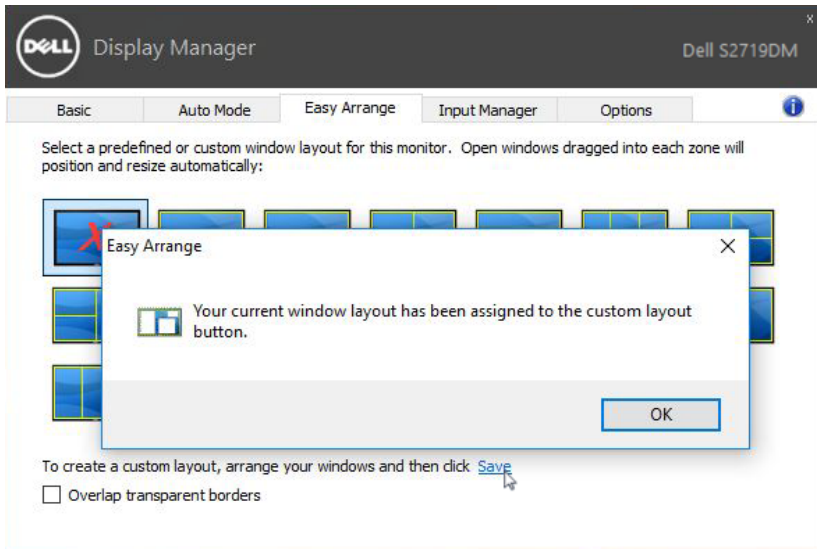 x
DELL
Display Manager
Dell S2719DM
Basic
Auto Mode
Easy Arrange
Input Manager
Options
i
Select a predefined or custom window layout for this monitor. Open windows dragged into each zone will
position and resize automatically:
X
Easy Arrange
Your current window layout has been assigned to the custom layout
button.
OK
To create a custom layout, arrange your windows and then click Save
Overlap transparent borders